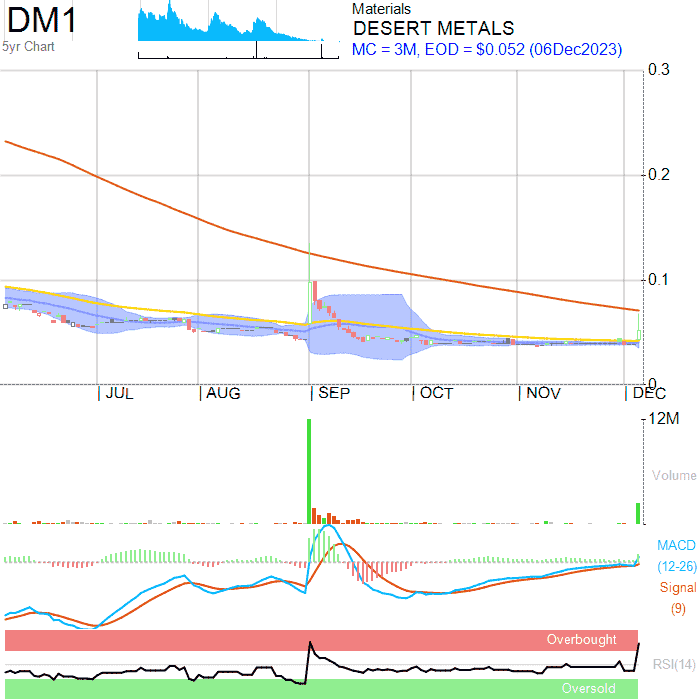 DM1
5yr Chart
Materials
DESERT METALS
MC = 3M, EOD = $0.052 (06Dec2023)
0.3
0.2
0.1
0
JUL AUG SEP OCT NOV DEC
12M
Volume
MACD
(12-26)
Signal
(9)
Overbought
RSI(14)
Oversold